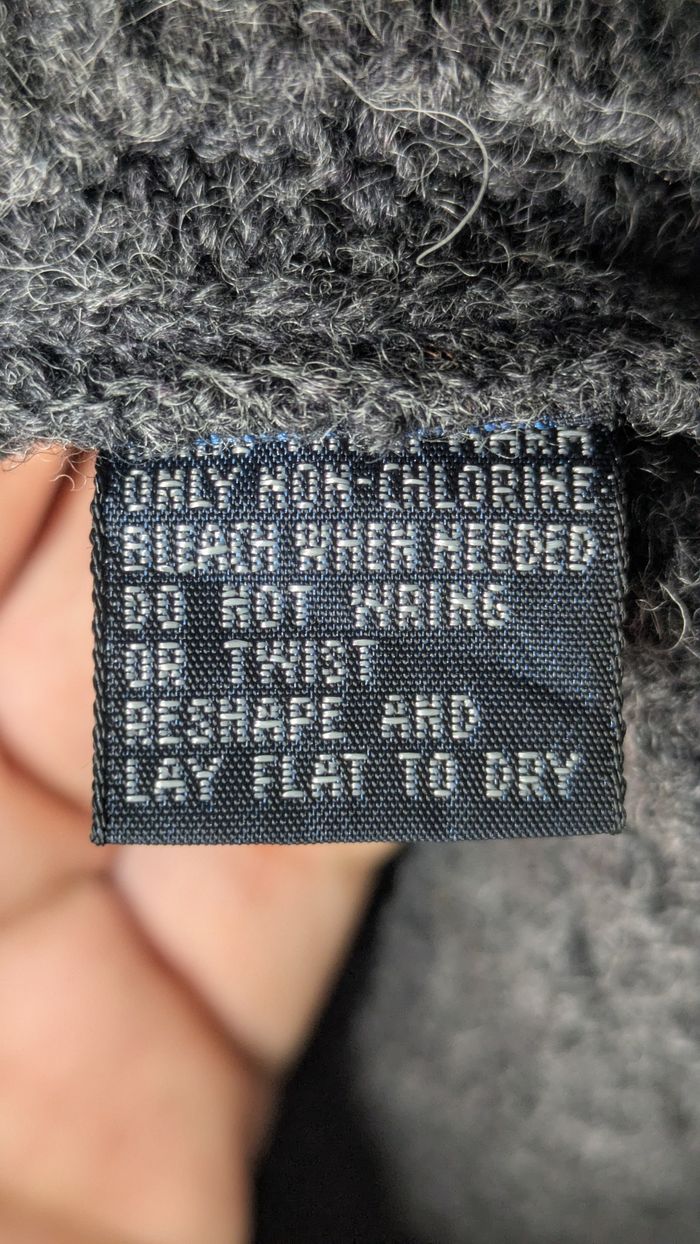 ONLY NON-CHLORINE
BLEACH WHEN NEEDED
DO NOT WRING
OR TWIST
RESHAPE AND
LAY FLAT TO DRY